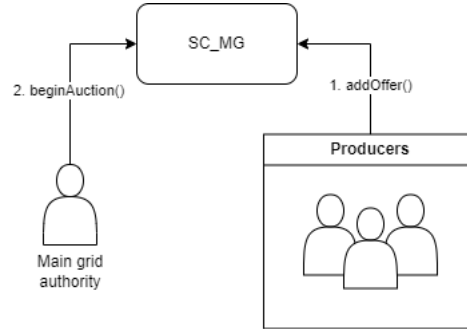 SC_MG
2. beginAuction()
1. addOffer()
Producers
Main grid
authority